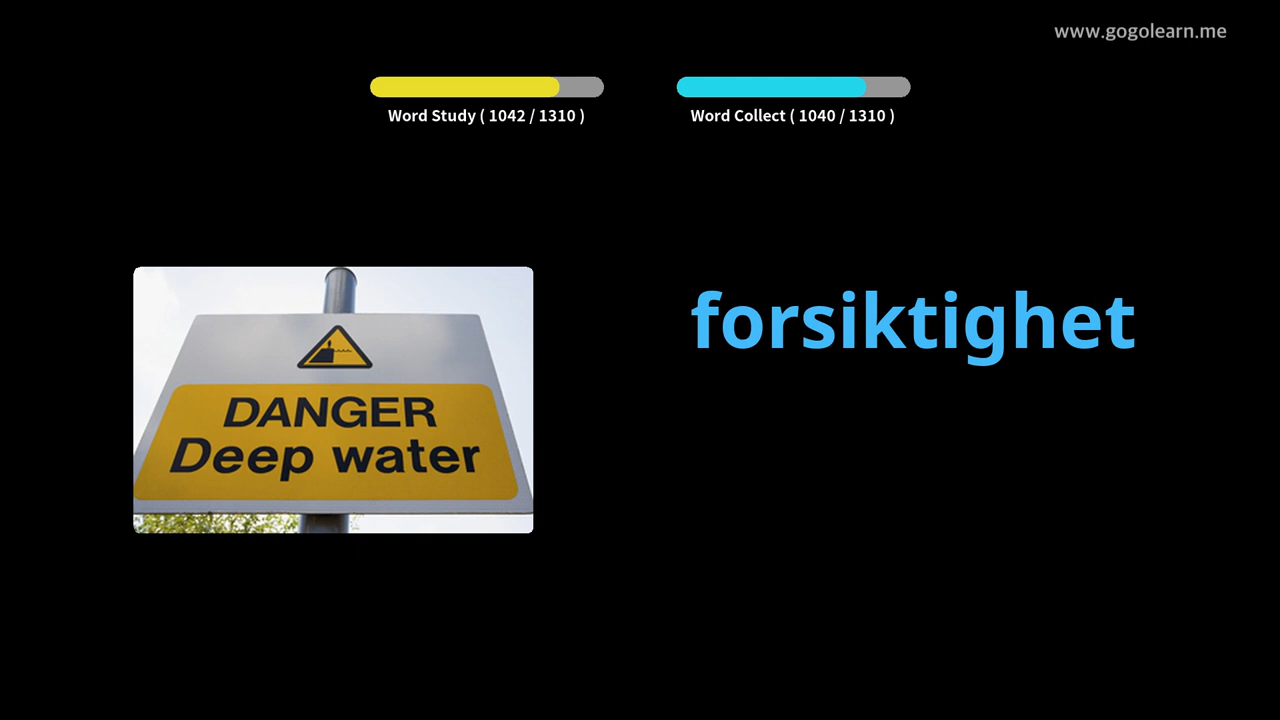 www.gogolearn.me
Word Study ( 1042 / 1310 )
Word Collect ( 1040 / 1310 )
DANGER
Deep water
forsiktighet